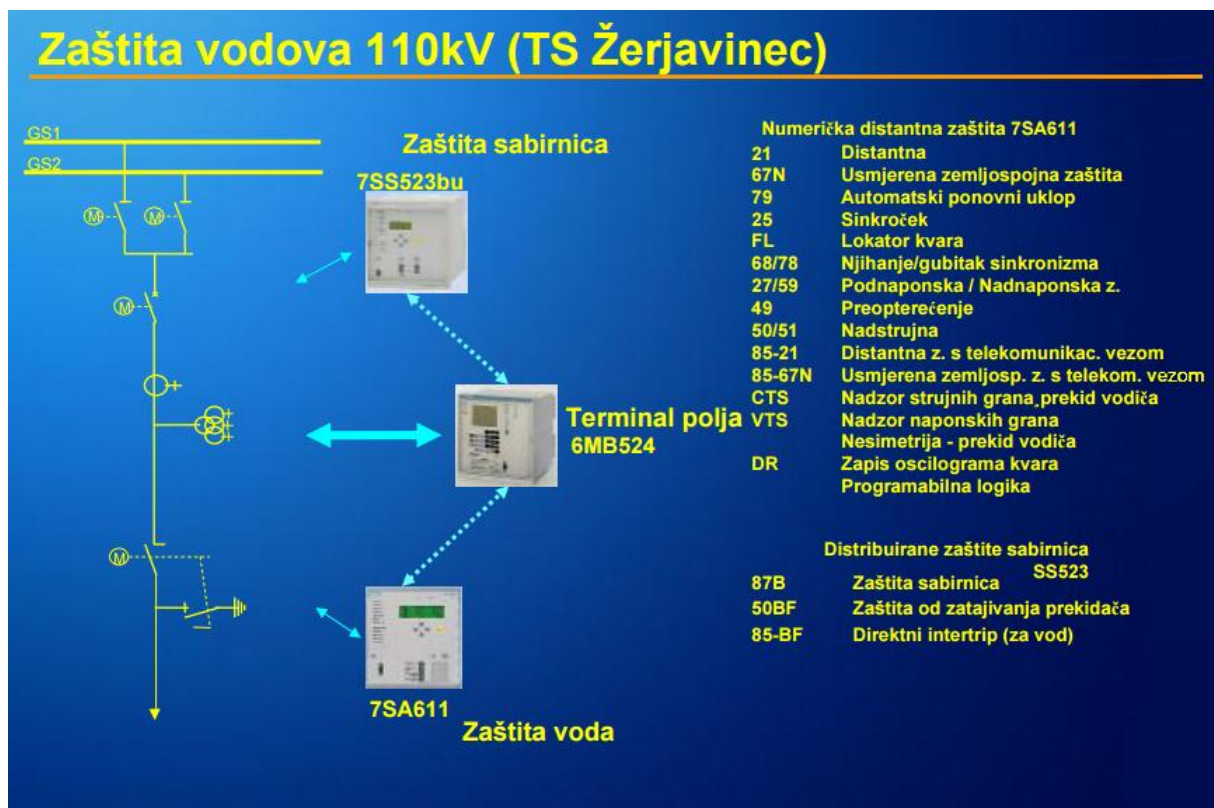 Zaštita vodova 110kV (TS Žerjavinec)
GS1
GS2
M
M
M
M
Zaštita sabirnica
7SS523bu
Terminal polja
6MB524
7SA611
Zaštita voda
Numerička distantna zaštita 7SA611
21 Distantna
67N Usmjerena zemljospojna zaštita
79 Automatski ponovni uklop
25 Sinkroček
FL Lokator kvara
68/78 Njihanje/gubitak sinkronizma
27/59 Podnaponska / Nadnaponska z.
49 Preopterećenje
50/51 Nadstrujna
85-21 Distantna z. s telekomunikac. vezom
85-67N Usmjerena zemljosp. z. s telekom. vezom
CTS Nadzor strujnih grana,prekid vodiča
VTS Nadzor naponskih grana
Nesimetrija - prekid vodiča
DR Zapis oscilograma kvara
Programabilna logika
Distribuirane zaštite sabirnica
SS523
87B Zaštita sabirnica
50BF Zaštita od zatajivanja prekidača
85-BF Direktni intertrip (za vod)